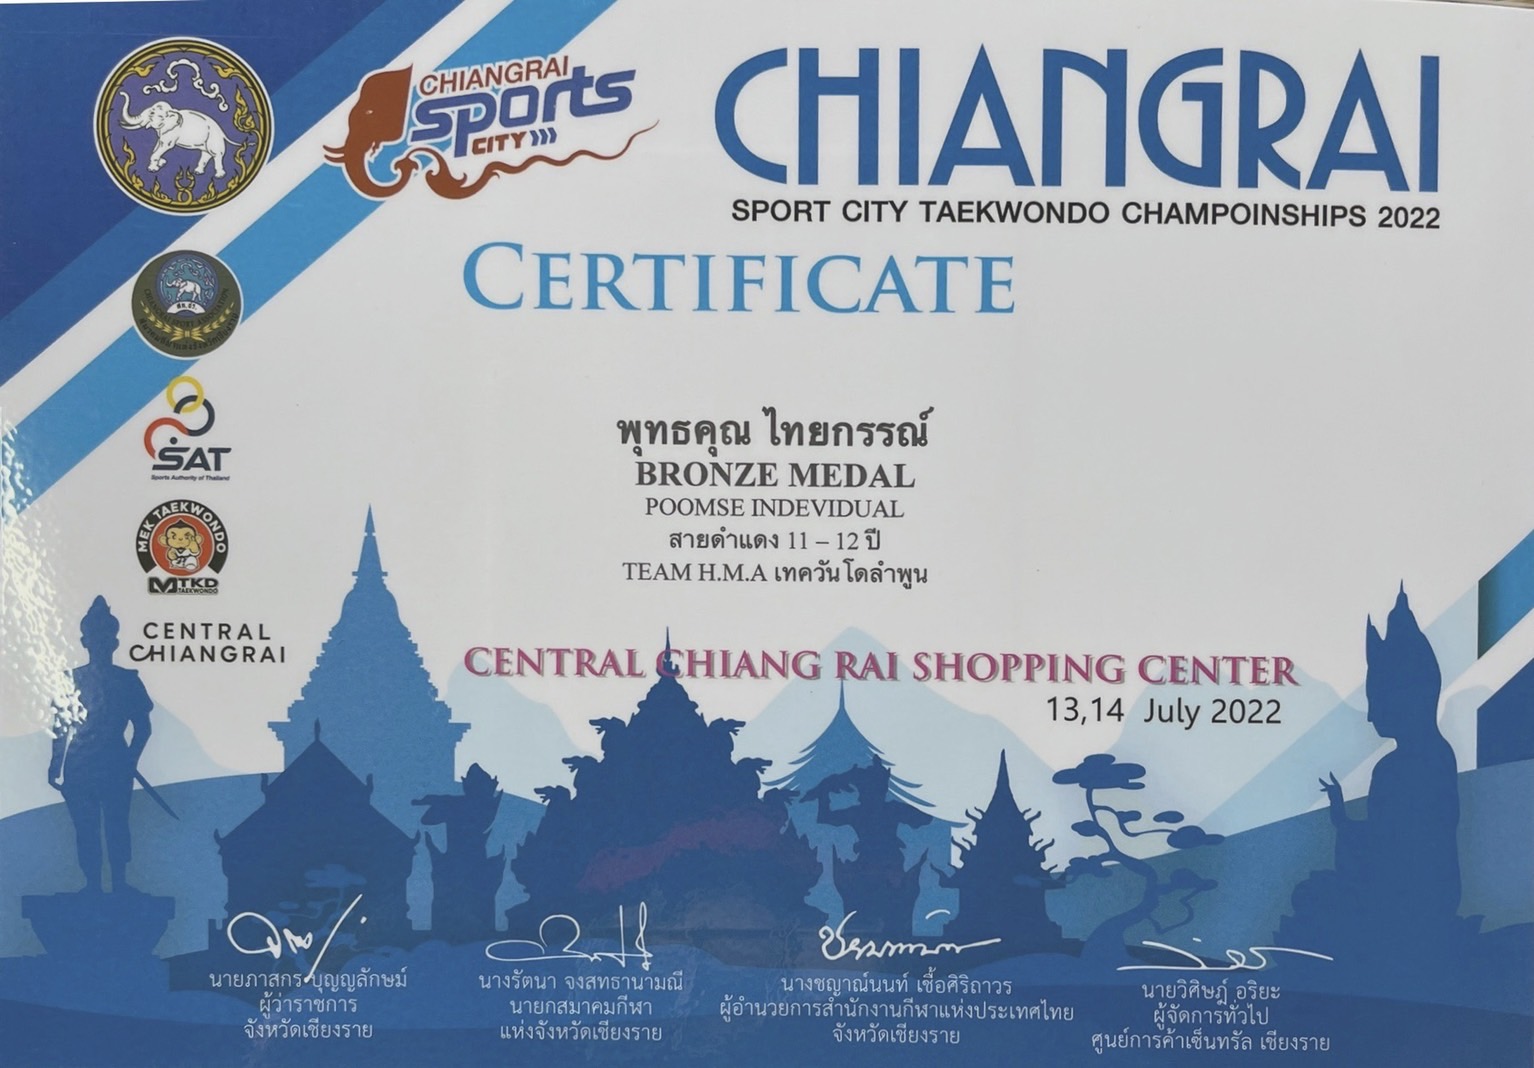 CHIANGRAI
SPORTS
CITY
CHIANGRAI
SPORT CITY TAEKWONDO CHAMPOINSHIPS 2022
CERTIFICATE
SAT
Sports Authority of Thailand
MEK TAEKWONDO
TKD
TAEKWONDO
CENTRAL
CHIANGRAI
พุทธคุณ ไทยกรรณ์
BRONZE MEDAL
POOMSE INDEVIDUAL
สายดำแดง 11 – 12 ปี
TEAM H.M.A เทควันโดลำพูน
CENTRAL CHIANG RAI SHOPPING CENTER
13,14 July 2022
นายภาสกร บุญญลักษม์
ผู้ว่าราชการ
จังหวัดเชียงราย
นางรัตนา จงสุทธานามณี
นายกสมาคมกีฬา
แห่งจังหวัดเชียงราย
นางชญาณ์นนท์ เชื้อศิริถาวร
ผู้อำนวยการสำนักงานกีฬาแห่งประเทศไทย
จังหวัดเชียงราย
นายวิศิษฎ์ อริยะ
ผู้จัดการทั่วไป
ศูนย์การค้าเซ็นทรัล เชียงราย